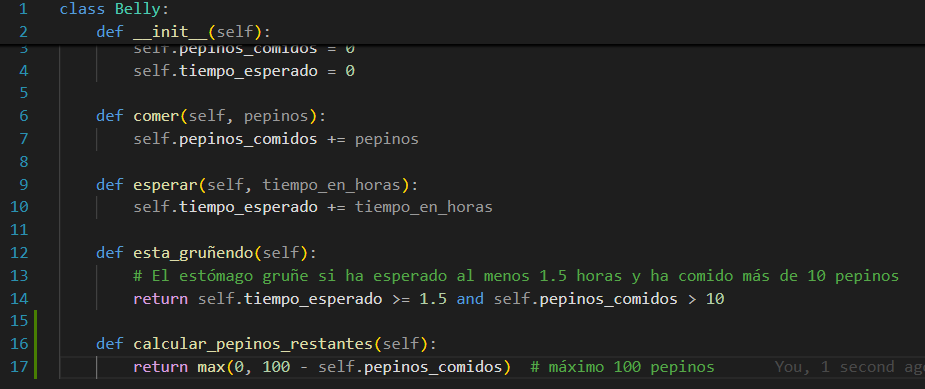 1 class Belly:
2 def __init__(self):
3 self.pepinos_comidos = 0
4 self.tiempo_esperado = 0
5
6 def comer(self, pepinos):
7 self.pepinos_comidos += pepinos
8
9 def esperar(self, tiempo_en_horas):
10 self.tiempo_esperado += tiempo_en_horas
11
12 def esta_gruñendo(self):
13 # El estómago gruñe si ha esperado al menos 1.5 horas y ha comido más de 10 pepinos
14 return self.tiempo_esperado >= 1.5 and self.pepinos_comidos > 10
15
16 def calcular_pepinos_restantes(self):
17 return max(0, 100 - self.pepinos_comidos) # máximo 100 pepinos You, 1 second ago